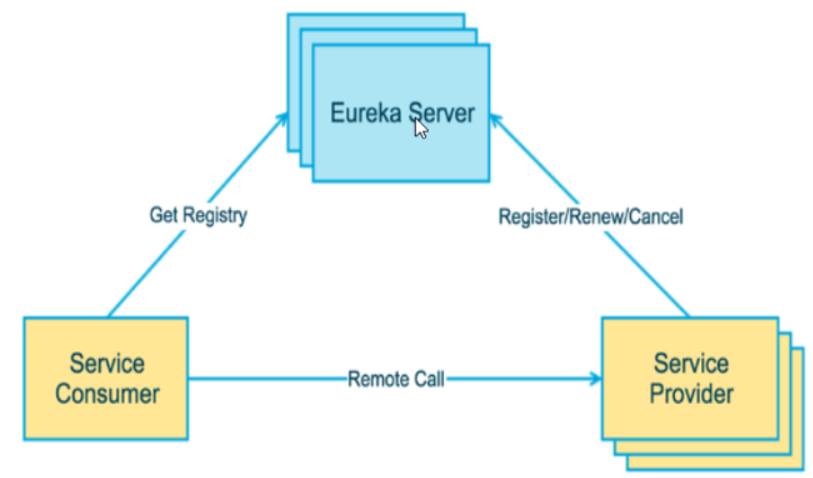 Eureka Server
Get Registry
Register/Renew/Cancel
Service
Consumer
Remote Call
Service
Provider